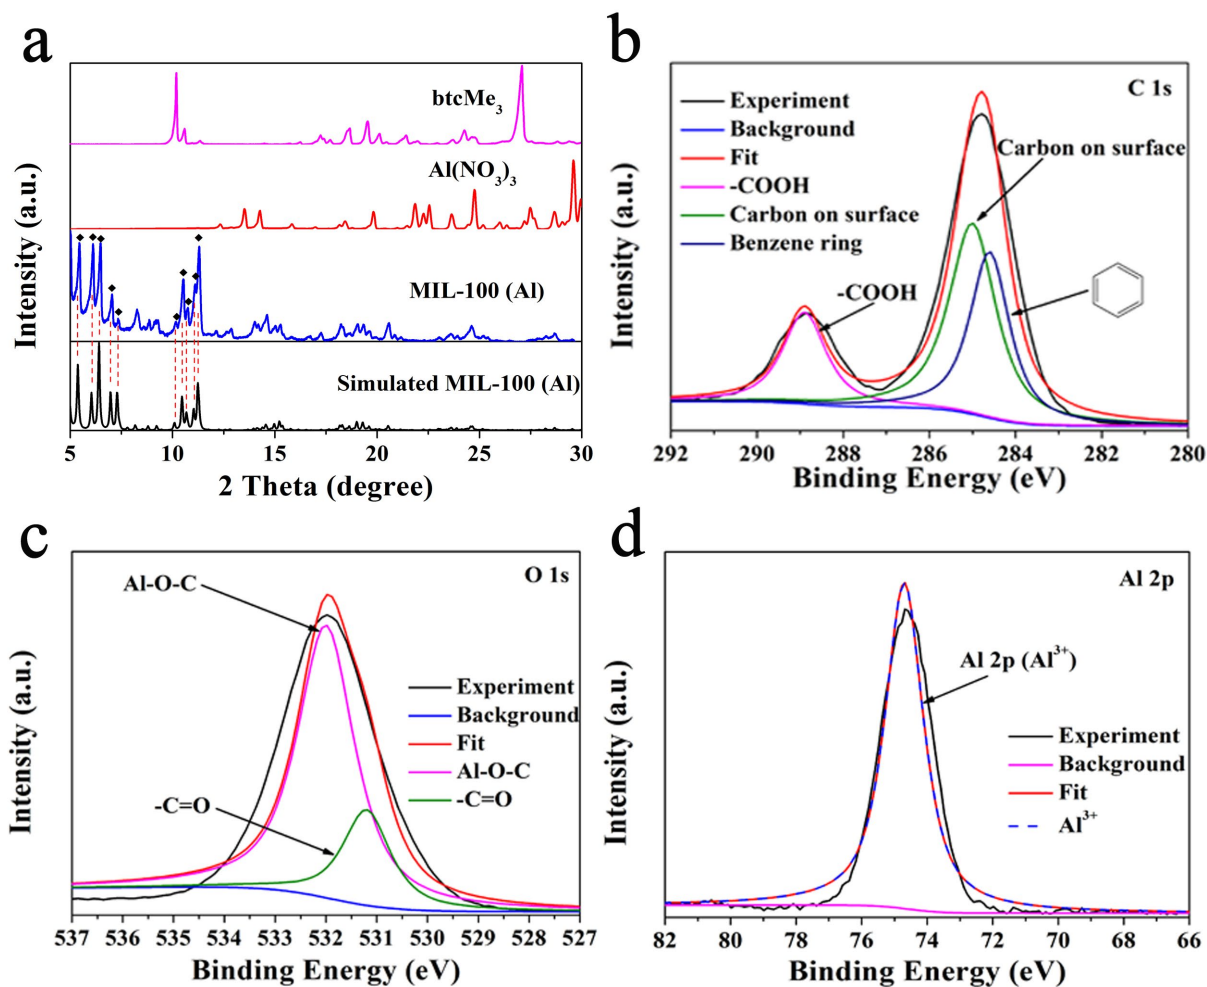 a
btcMe3
Al(NO3)3
MIL-100 (Al)
Simulated MIL-100 (Al)
Intensity (a.u.)
5 10 15 20 25 30
2 Theta (degree)
b
C 1s
Experiment
Background
Fit
-COOH
Carbon on surface
Benzene ring
Carbon on surface
-COOH
Intensity (a.u.)
292 290 288 286 284 282 280
Binding Energy (eV)
c
O 1s
Al-O-C
-C=O
Experiment
Background
Fit
Al-O-C
-C=O
Intensity (a.u.)
537 536 535 534 533 532 531 530 529 528 527
Binding Energy (eV)
d
Al 2p
Al 2p (Al3+)
Experiment
Background
Fit
Al3+
Intensity (a.u.)
82 80 78 76 74 72 70 68 66
Binding Energy (eV)